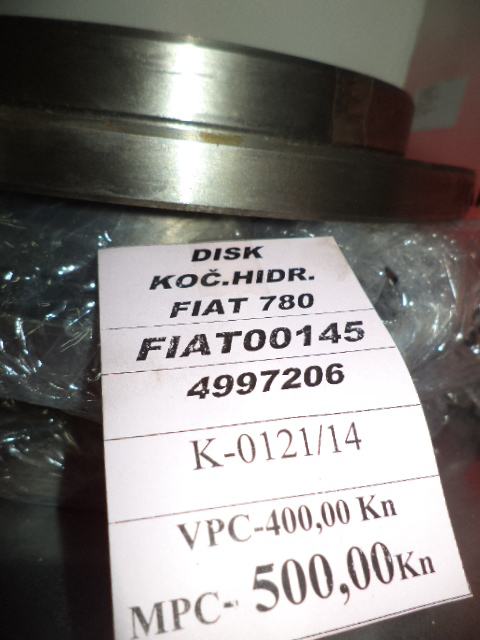 DISK
KOČ.HIDR.
FIAT 780
FIAT00145
4997206
K-0121/14
VPC-400,00 Kn
MPC- 500,00Kn